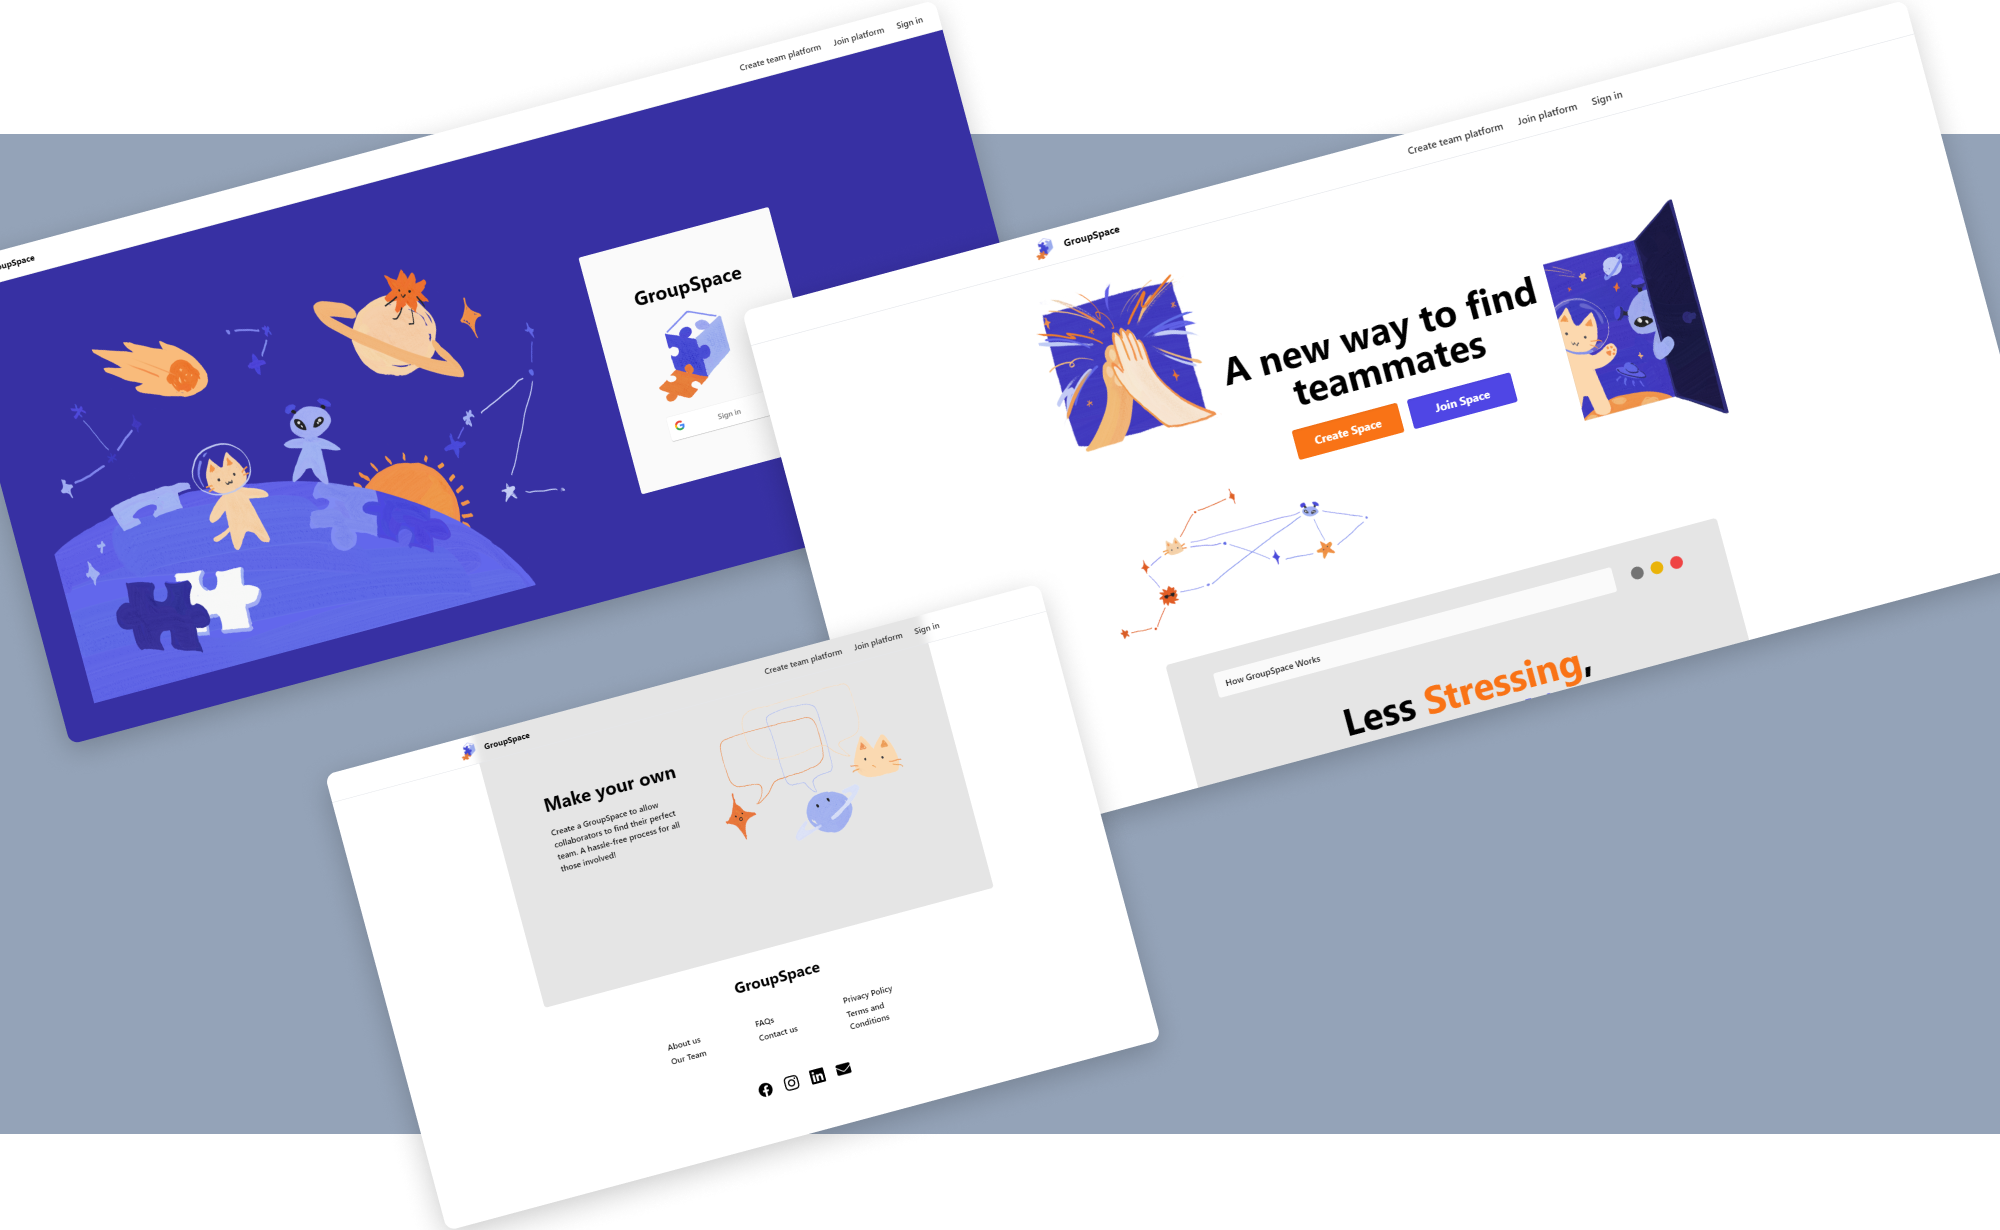 Create team platform Join platform Sign in
upSpace
GroupSpace
Sign in
Create team platform Join platform Sign in
GroupSpace
A new way to find
teammates
Create Space Join Space
How GroupSpace Works
Less Stressing,
Create team platform Join platform Sign in
GroupSpace
Make your own
Create a GroupSpace to allow
collaborators to find their perfect
team. A hassle-free process for all
those involved!
GroupSpace
About us
Our Team
FAQs
Contact us
Privacy Policy
Terms and
Conditions